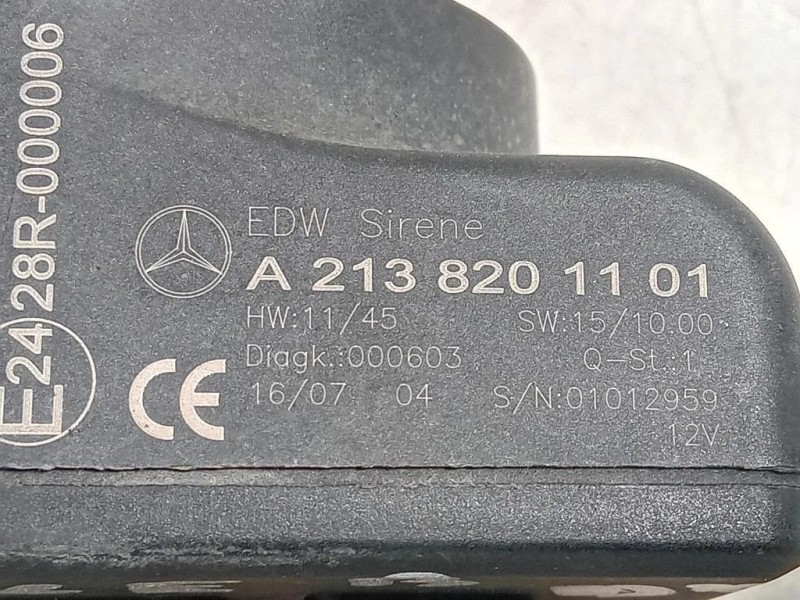 EDW Sirene
A 213 820 11 01
HW:11/45 SW:15/10.00
Diagk.:000603 Q-St.:1
16/07 04 S/N:01012959
12V
CE
E24 28R-000006